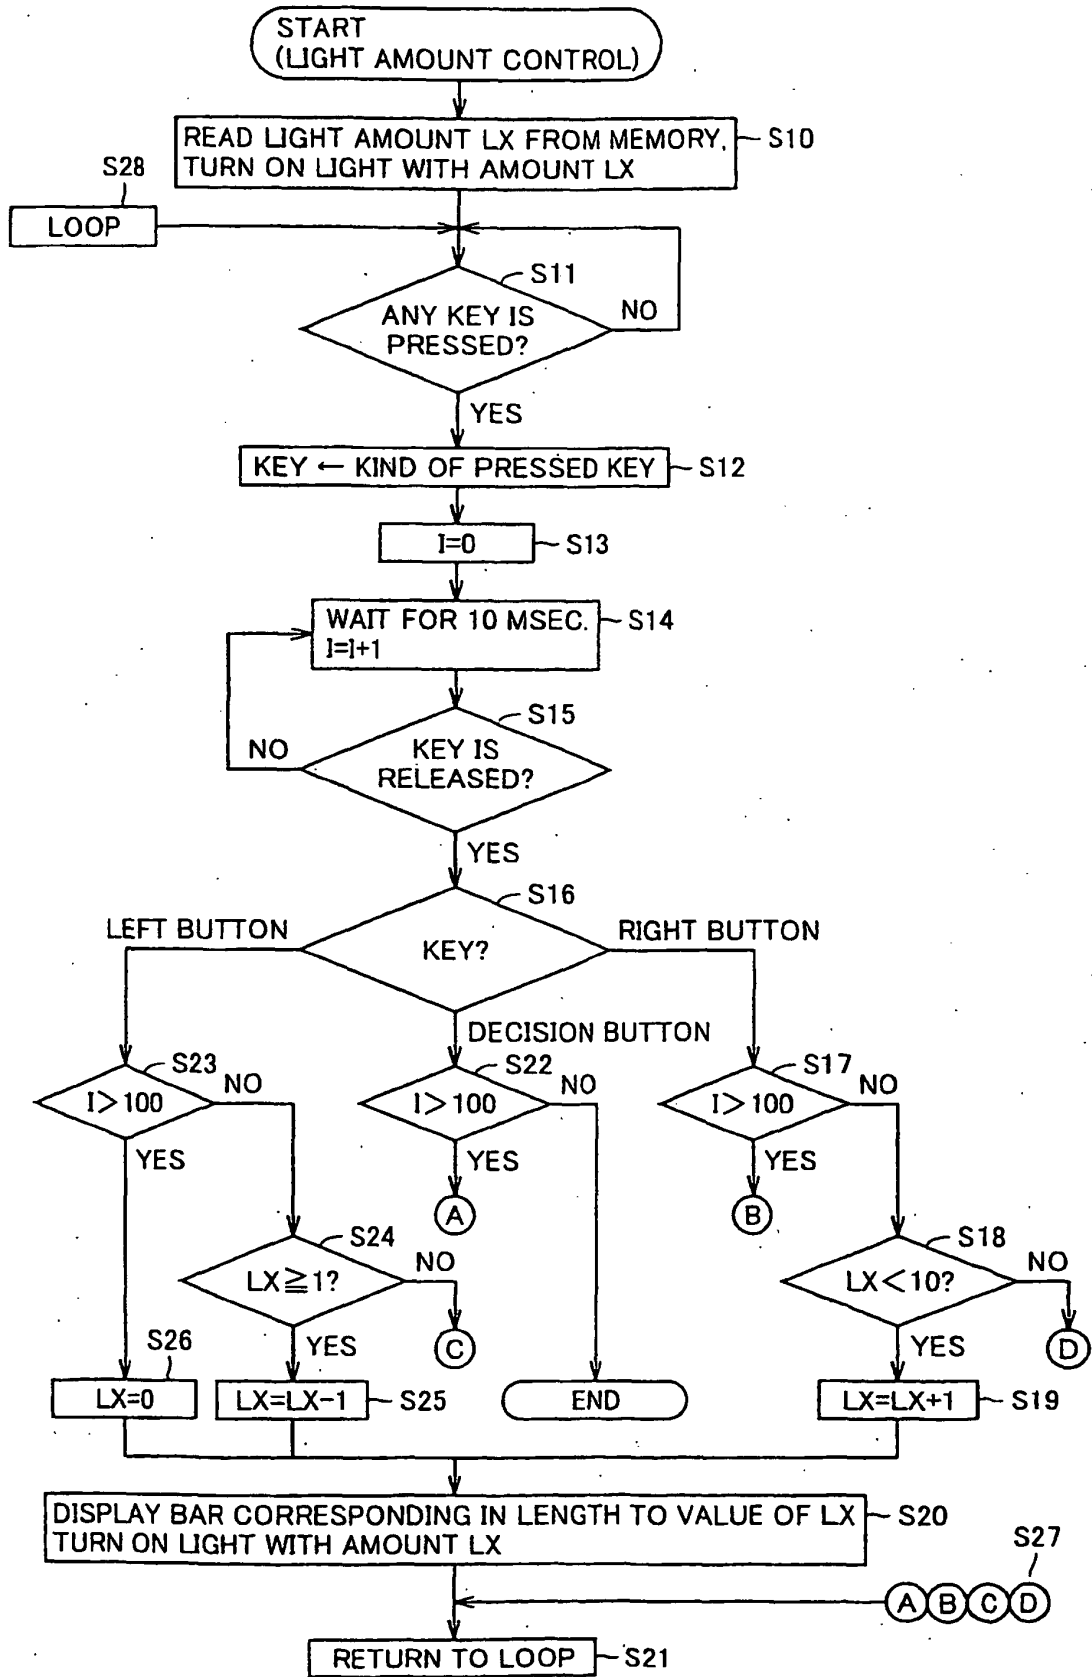 START
(LIGHT AMOUNT CONTROL)
READ LIGHT AMOUNT LX FROM MEMORY,
TURN ON LIGHT WITH AMOUNT LX
S10
S28
LOOP
S11
ANY KEY IS
PRESSED?
NO
YES
KEY ← KIND OF PRESSED KEY
S12
I=0
S13
WAIT FOR 10 MSEC.
I=I+1
S14
S15
KEY IS
RELEASED?
NO
YES
S16
KEY?
LEFT BUTTON
RIGHT BUTTON
DECISION BUTTON
S23
I>100
NO
YES
S22
I>100
NO
YES
A
S17
I>100
NO
YES
B
S24
LX≧1?
NO
YES
C
S18
LX<10?
NO
YES
D
S26
LX=0
LX=LX-1
S25
END
LX=LX+1
S19
DISPLAY BAR CORRESPONDING IN LENGTH TO VALUE OF LX
TURN ON LIGHT WITH AMOUNT LX
S20
S27
A B C D
RETURN TO LOOP
S21